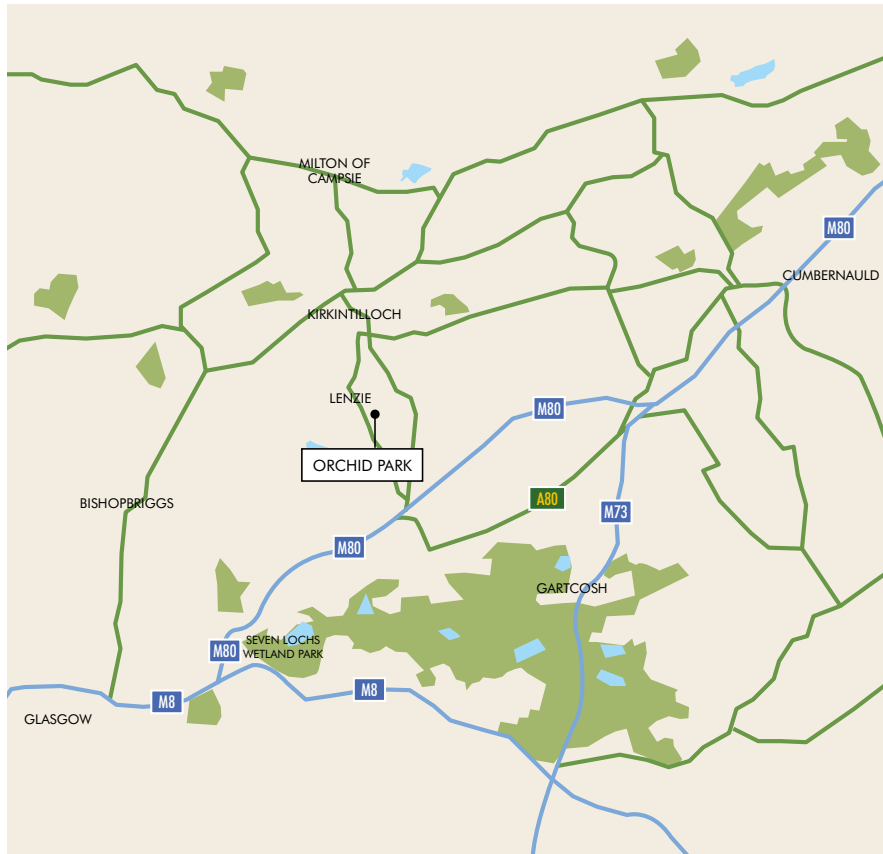 MILTON OF
CAMPSIE
M80
CUMBERNAULD
KIRKINTILLOCH
LENZIE
M80
ORCHID PARK
A80
BISHOPBRIGGS
M73
M80
GARTCOSH
M80
SEVEN LOCHS
WETLAND PARK
M8
M8
GLASGOW